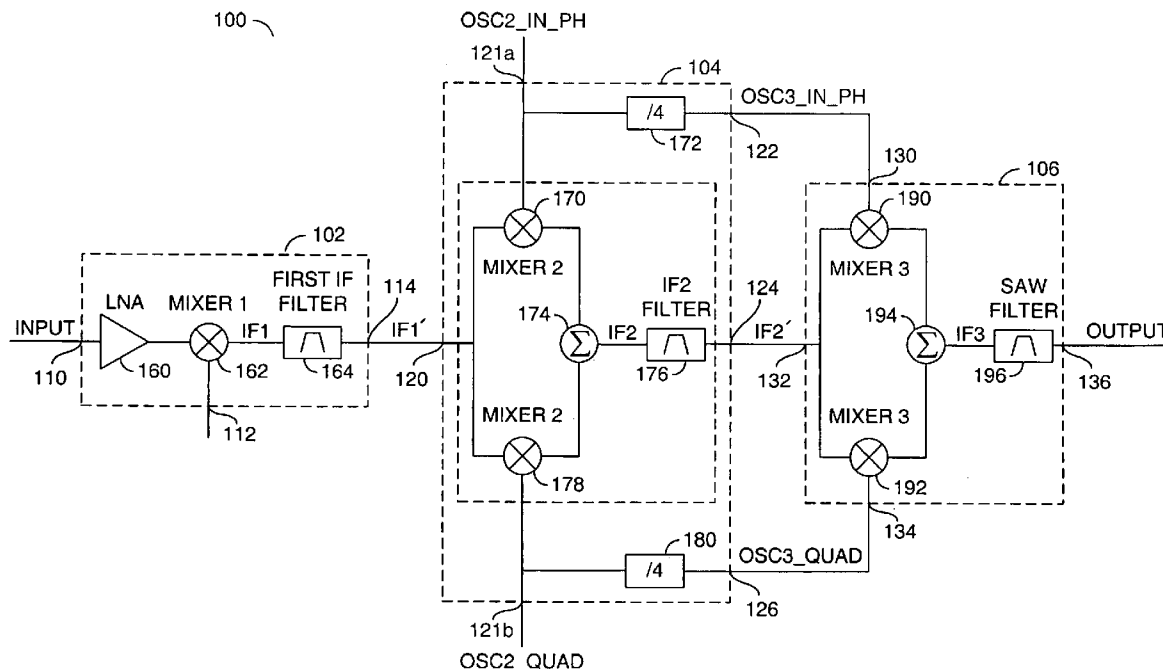 100
OSC2_IN_PH
121a
104
OSC3_IN_PH
/4
172
122
130
106
170
190
102
MIXER 2
MIXER 3
FIRST IF
FILTER
114
LNA
MIXER 1
IF2
FILTER
124
SAW
FILTER
INPUT
IF1
IF1´
174
Σ
IF2
IF2´
194
Σ
IF3
OUTPUT
110
160
162
164
120
176
132
196
136
112
MIXER 2
MIXER 3
178
192
134
180
/4
OSC3_QUAD
126
121b
OSC2_QUAD